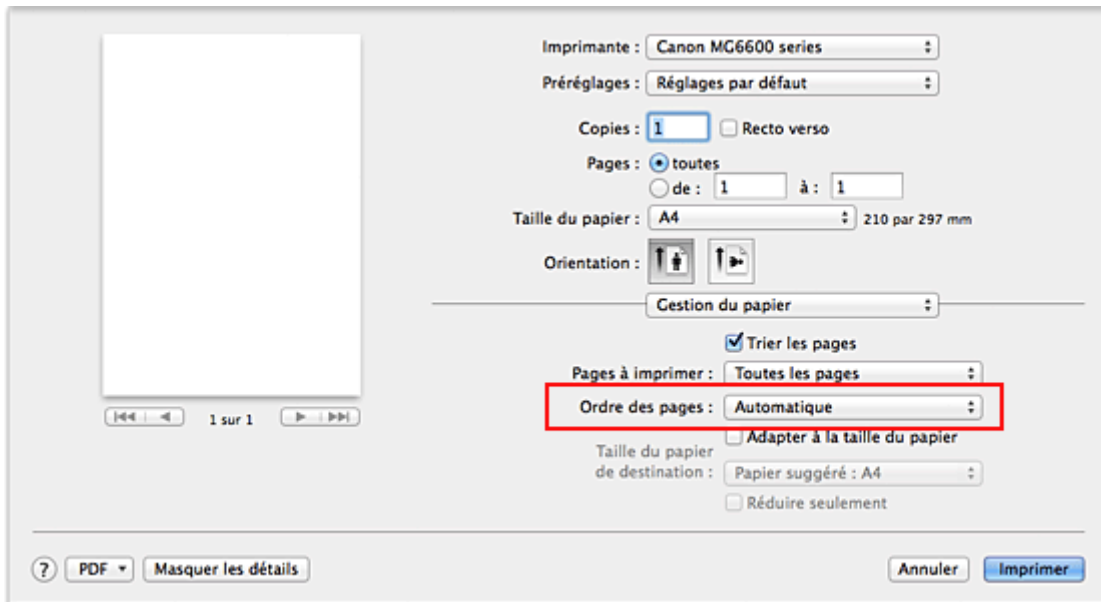 Imprimante : Canon MG6600 series
Préréglages : Réglages par défaut
Copies : 1 Recto verso
Pages : toutes
de : 1 à : 1
Taille du papier : A4 210 par 297 mm
Orientation :
Gestion du papier
Trier les pages
Pages à imprimer : Toutes les pages
Ordre des pages : Automatique
Adapter à la taille du papier
Taille du papier
de destination : Papier suggéré : A4
Réduire seulement
1 sur 1
? PDF Masquer les détails Annuler Imprimer